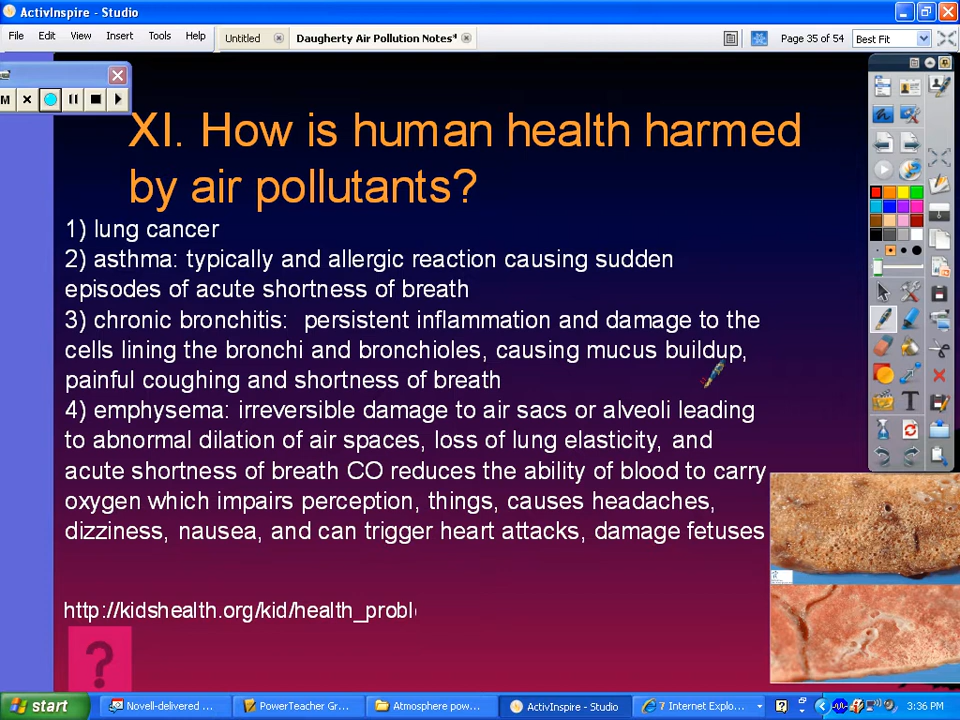 ActivInspire - Studio
File Edit View Insert Tools Help
Untitled
Daugherty Air Pollution Notes*
Page 35 of 54
Best Fit
M
XI. How is human health harmed
by air pollutants?
1) lung cancer
2) asthma: typically and allergic reaction causing sudden
episodes of acute shortness of breath
3) chronic bronchitis: persistent inflammation and damage to the
cells lining the bronchi and bronchioles, causing mucus buildup,
painful coughing and shortness of breath
4) emphysema: irreversible damage to air sacs or alveoli leading
to abnormal dilation of air spaces, loss of lung elasticity, and
acute shortness of breath CO reduces the ability of blood to carry
oxygen which impairs perception, things, causes headaches,
dizziness, nausea, and can trigger heart attacks, damage fetuses
http://kidshealth.org/kid/health_probl
?
start
Novell-delivered ...
PowerTeacher Gr...
Atmosphere pow...
ActivInspire - Studio
7 Internet Explo...
3:36 PM